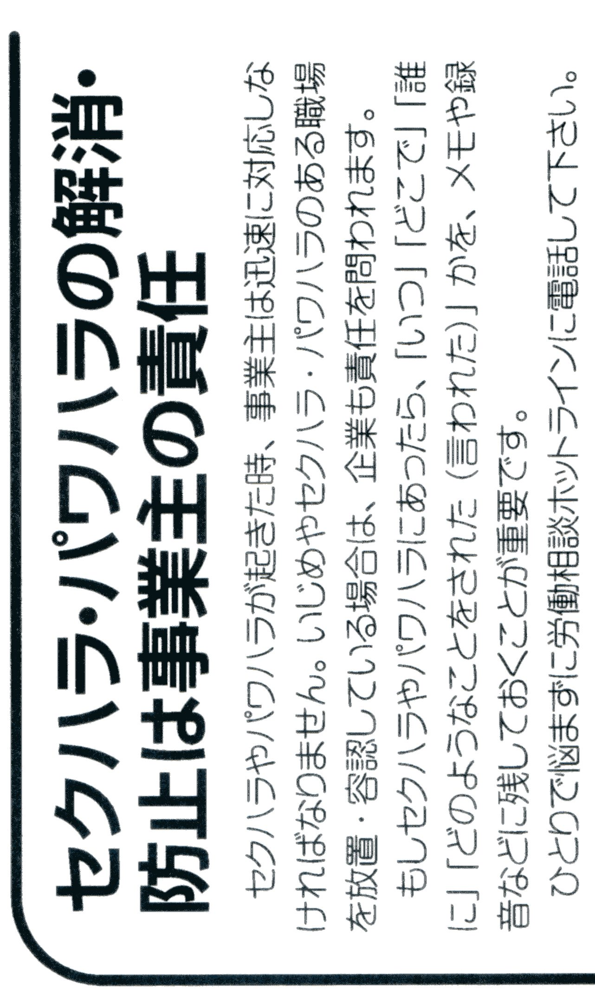 セクハラ・パワハラの解消・
防止は事業主の責任
セクハラやパワハラが起きた時、事業主は迅速に対応しな
ければなりません。いじめやセクハラ・パワハラのある職場
を放置・容認している場合は、企業も責任を問われます。
もしセクハラやパワハラにあったら、「いつ」「どこで」「誰
に」「どのようなことをされた（言われた）」かを、メモや録
音などに残しておくことが重要です。
ひとりで悩まずに労働相談ホットラインに電話して下さい。